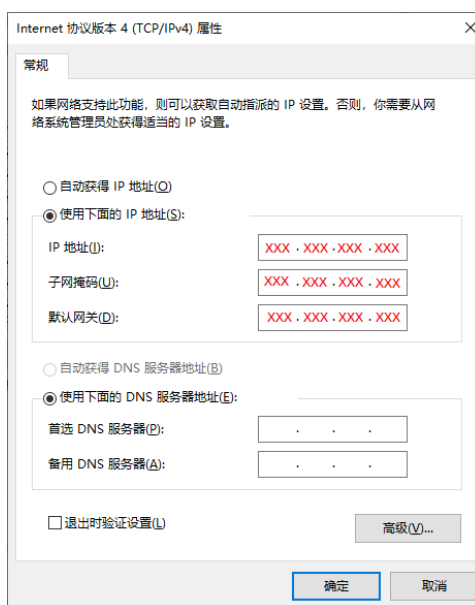 Internet 协议版本 4 (TCP/IPv4) 属性
常规
如果网络支持此功能，则可以获取自动指派的 IP 设置。否则，你需要从网
络系统管理员处获得适当的 IP 设置。
自动获得 IP 地址(O)
使用下面的 IP 地址(S):
IP 地址(I):
XXX . XXX . XXX . XXX
子网掩码(U):
XXX . XXX . XXX . XXX
默认网关(D):
XXX . XXX . XXX . XXX
自动获得 DNS 服务器地址(B)
使用下面的 DNS 服务器地址(E):
首选 DNS 服务器(P):
. . .
备用 DNS 服务器(A):
. . .
退出时验证设置(L)
高级(V)...
确定
取消